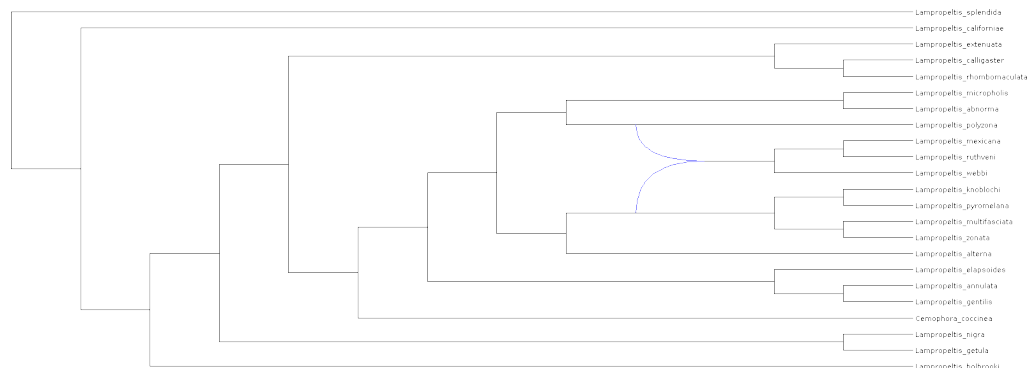 Lampropeltis_splendida
Lampropeltis_californiae
Lampropeltis_extenuata
Lampropeltis_calligaster
Lampropeltis_rhombomaculata
Lampropeltis_micropholis
Lampropeltis_abnorma
Lampropeltis_polyzona
Lampropeltis_mexicana
Lampropeltis_ruthveni
Lampropeltis_webbi
Lampropeltis_knoblochi
Lampropeltis_pyromelana
Lampropeltis_multifasciata
Lampropeltis_zonata
Lampropeltis_alterna
Lampropeltis_elapsoides
Lampropeltis_annulata
Lampropeltis_gentilis
Cemophora_coccinea
Lampropeltis_nigra
Lampropeltis_getula
Lampropeltis_holbrooki